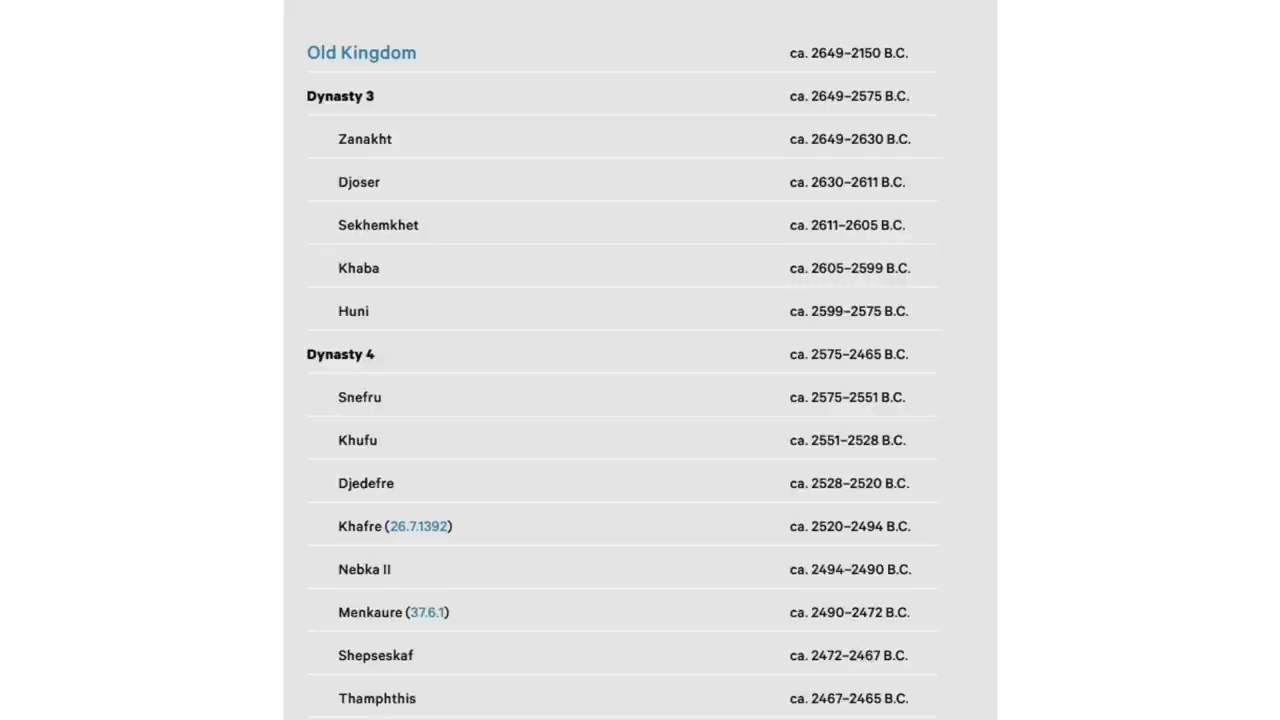 Old Kingdom ca. 2649–2150 B.C.
Dynasty 3 ca. 2649–2575 B.C.
Zanakht ca. 2649–2630 B.C.
Djoser ca. 2630–2611 B.C.
Sekhemkhet ca. 2611–2605 B.C.
Khaba ca. 2605–2599 B.C.
Huni ca. 2599–2575 B.C.
Dynasty 4 ca. 2575–2465 B.C.
Snefru ca. 2575–2551 B.C.
Khufu ca. 2551–2528 B.C.
Djedefre ca. 2528–2520 B.C.
Khafre (26.7.1392) ca. 2520–2494 B.C.
Nebka II ca. 2494–2490 B.C.
Menkaure (37.6.1) ca. 2490–2472 B.C.
Shepseskaf ca. 2472–2467 B.C.
Thamphthis ca. 2467–2465 B.C.